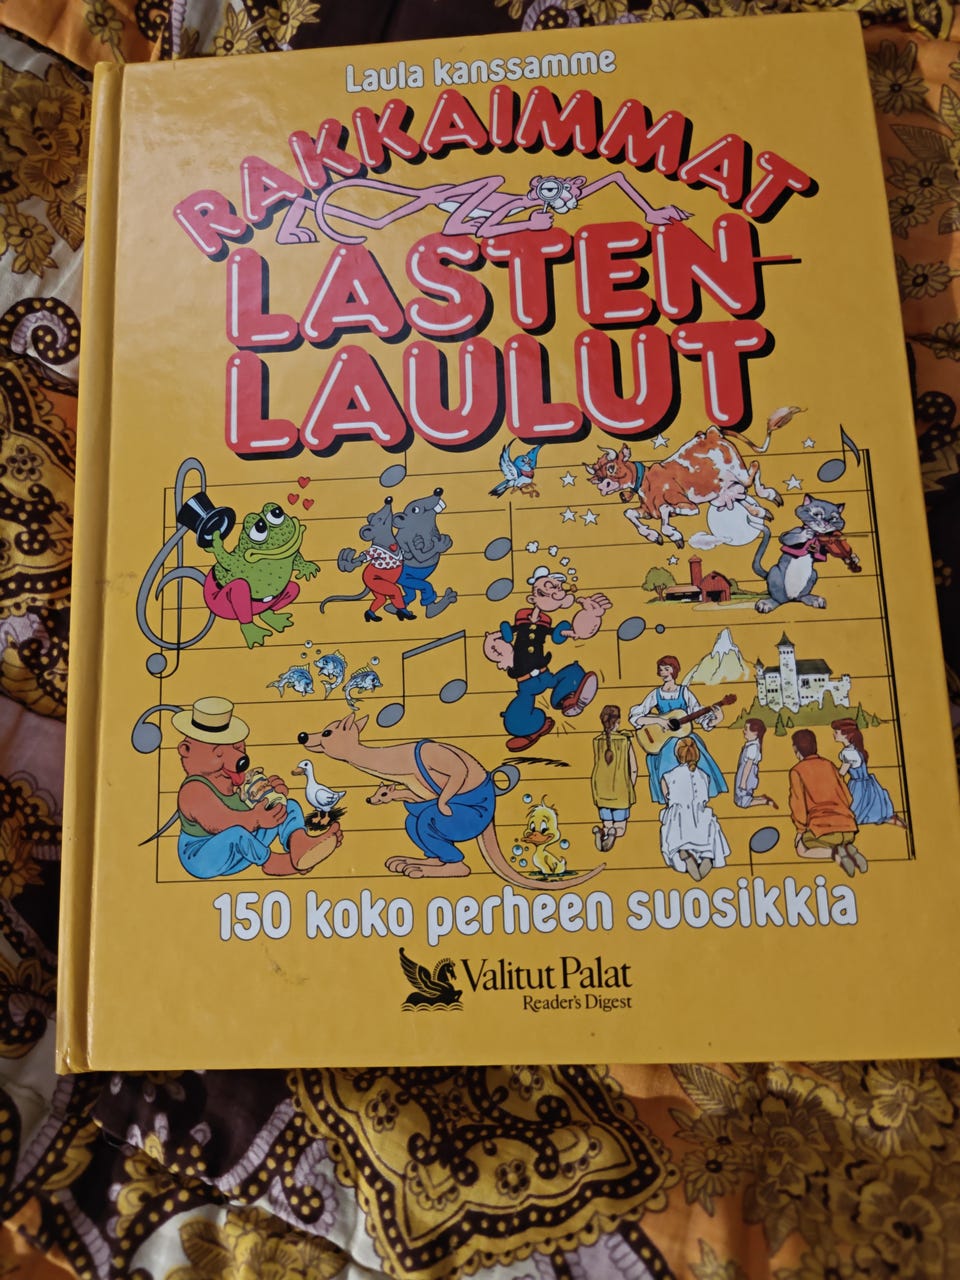 Laula kanssamme
RAKKAIMMAT
LASTEN-
LAULUT
150 koko perheen suosikkia
Valitut Palat
Reader's Digest